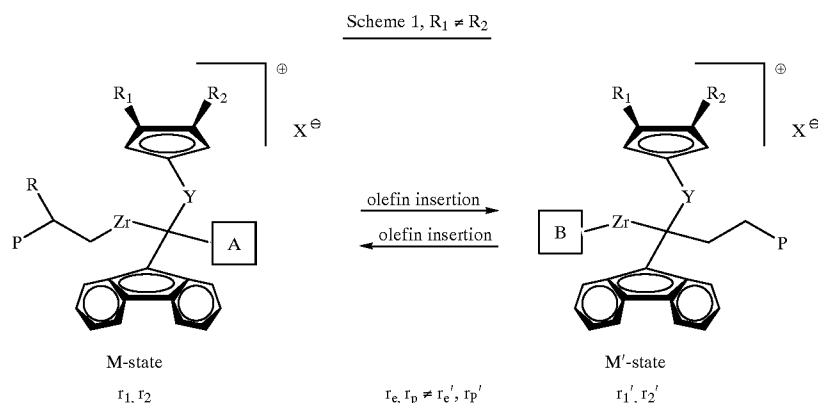 Scheme 1, R₁ ≠ R₂
⊕
⊕
R₁ R₂
R₁ R₂
X⊖
X⊖
R
Y
Y
P
Zr
A
olefin insertion
olefin insertion
B
Zr
P
M-state
M′-state
r₁, r₂
rₑ, rₚ ≠ rₑ′, rₚ′
r₁′, r₂′